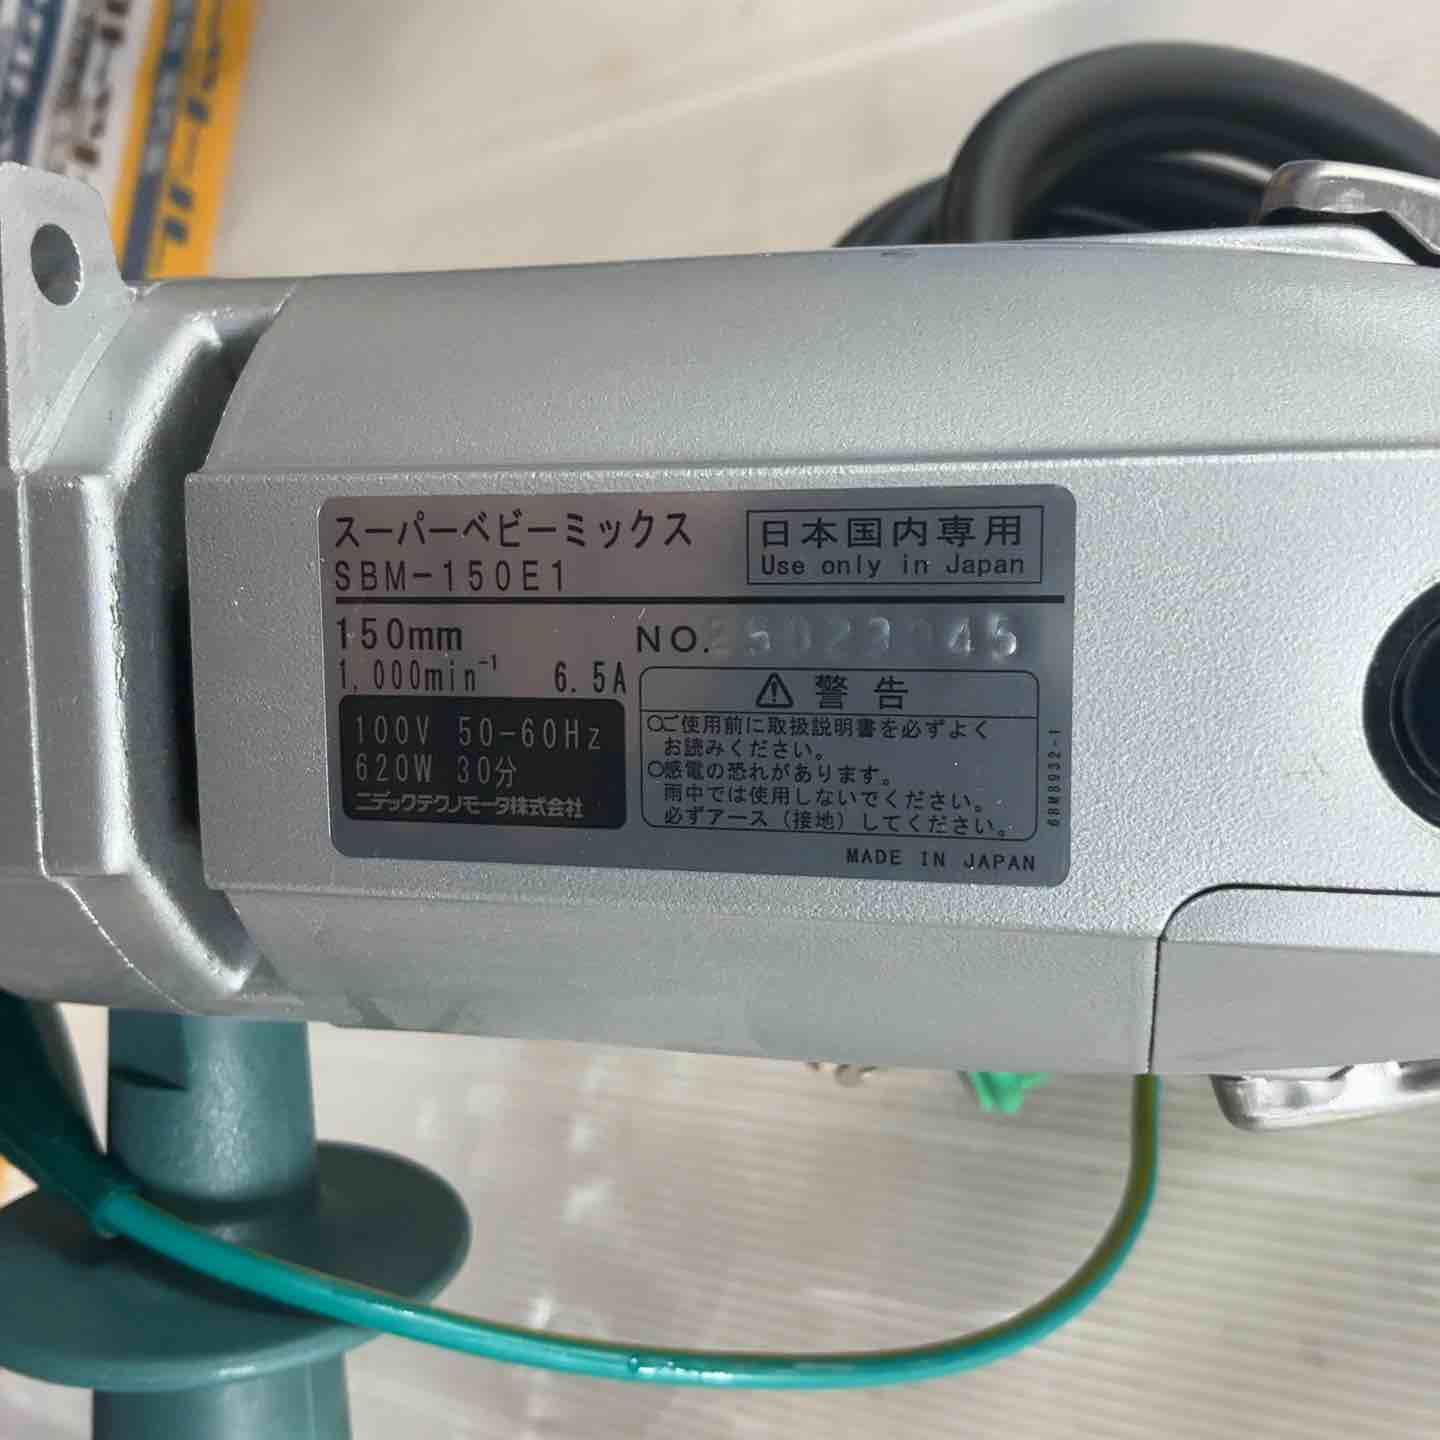 スーパーベビーミックス
SBM-150E1
日本国内専用
Use only in Japan
150mm
NO.
1,000min⁻¹ 6.5A
100V 50-60Hz
620W 30分
ニデックテクノモータ株式会社
⚠ 警告
○ご使用前に取扱説明書を必ずよく
お読みください。
○感電の恐れがあります。
雨中では使用しないでください。
必ずアース(接地)してください。
68M8932-1
MADE IN JAPAN